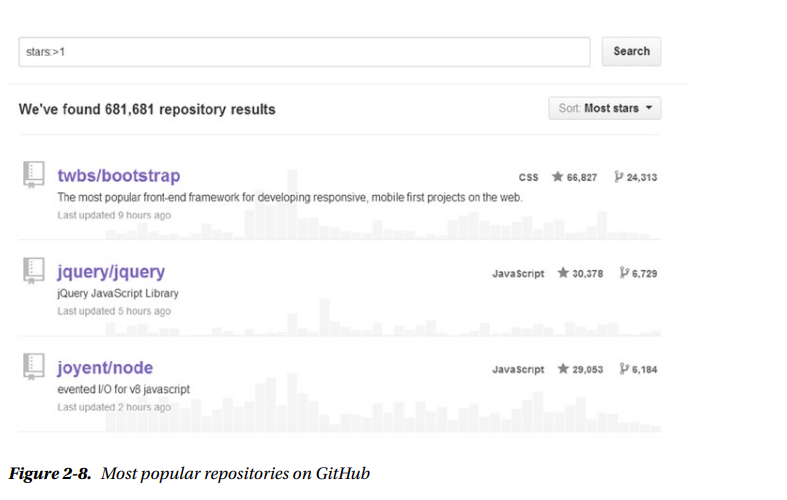 stars:>1
Search
We've found 681,681 repository results
Sort: Most stars
twbs/bootstrap
CSS 66,827 24,313
The most popular front-end framework for developing responsive, mobile first projects on the web.
Last updated 9 hours ago
jquery/jquery
JavaScript 30,378 6,729
jQuery JavaScript Library
Last updated 5 hours ago
joyent/node
JavaScript 29,053 6,184
evented I/O for v8 javascript
Last updated 2 hours ago
Figure 2-8. Most popular repositories on GitHub